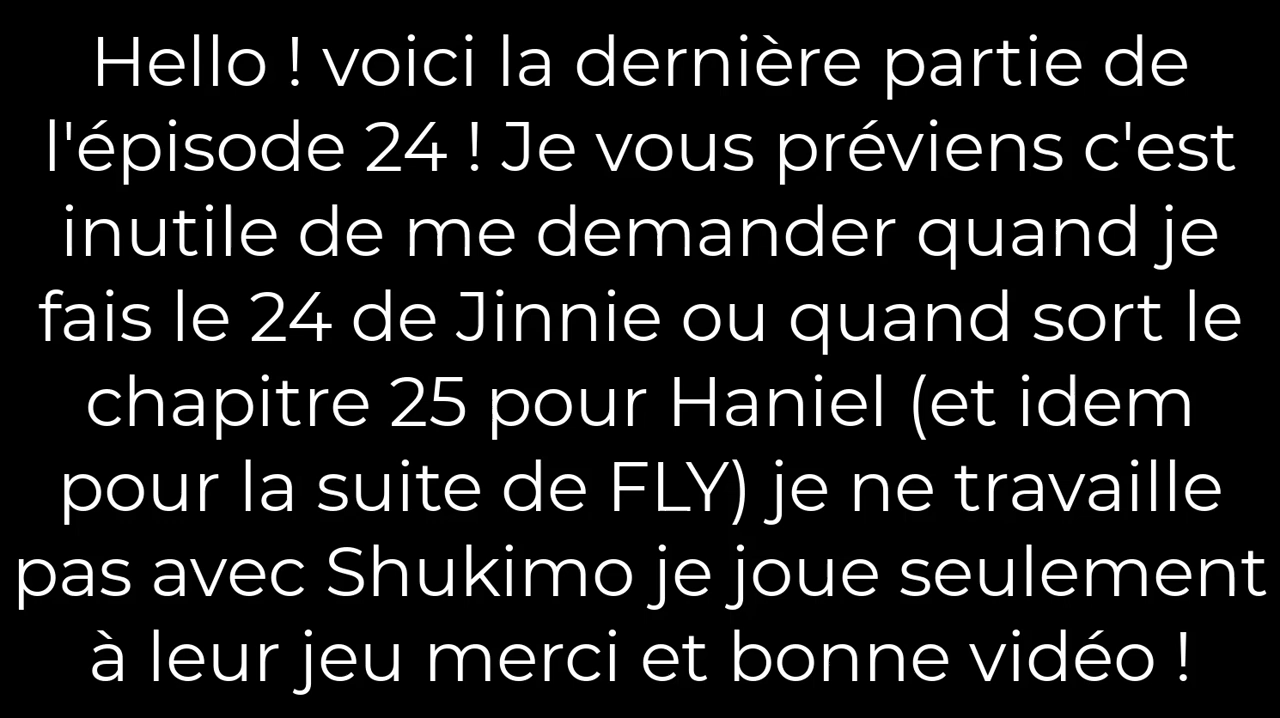 Hello ! voici la dernière partie de
l'épisode 24 ! Je vous préviens c'est
inutile de me demander quand je
fais le 24 de Jinnie ou quand sort le
chapitre 25 pour Haniel (et idem
pour la suite de FLY) je ne travaille
pas avec Shukimo je joue seulement
à leur jeu merci et bonne vidéo !